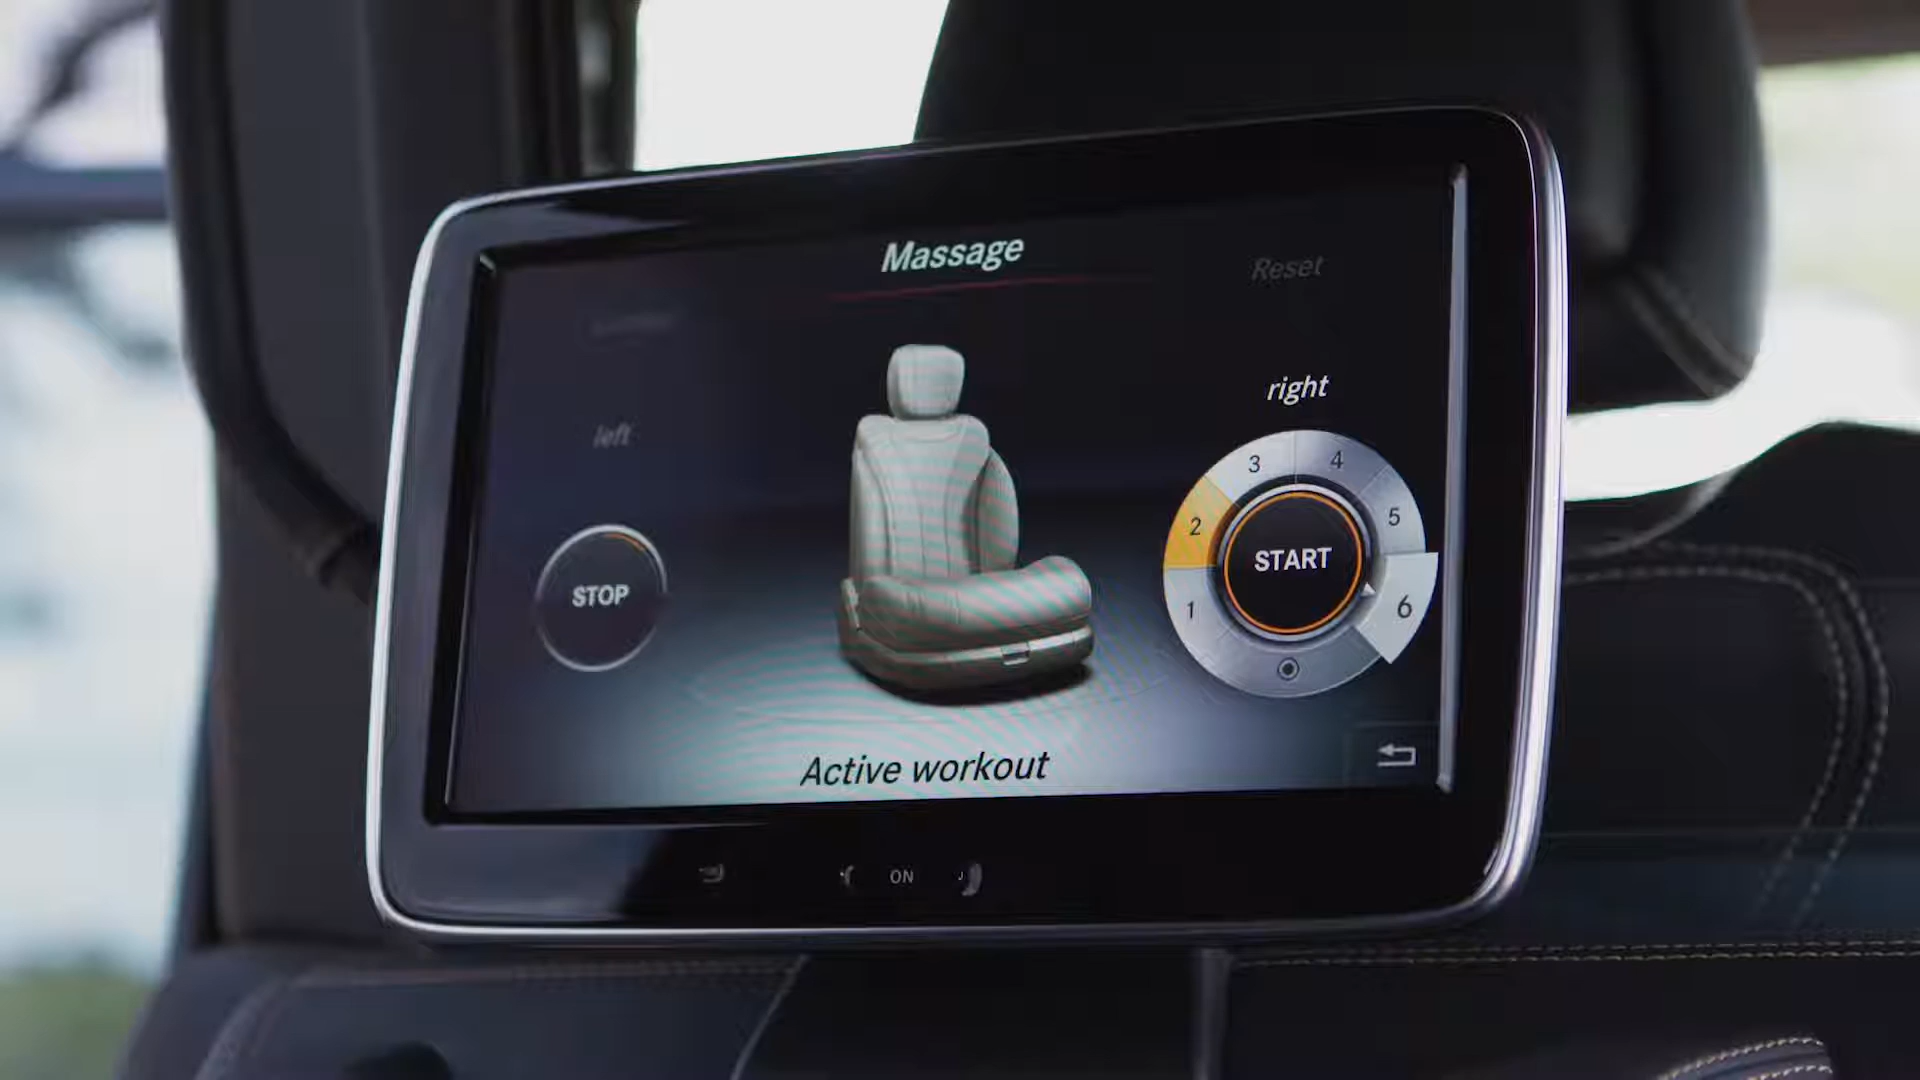 Massage
Reset
left
right
STOP
START
1
2
3
4
5
6
Active workout
ON